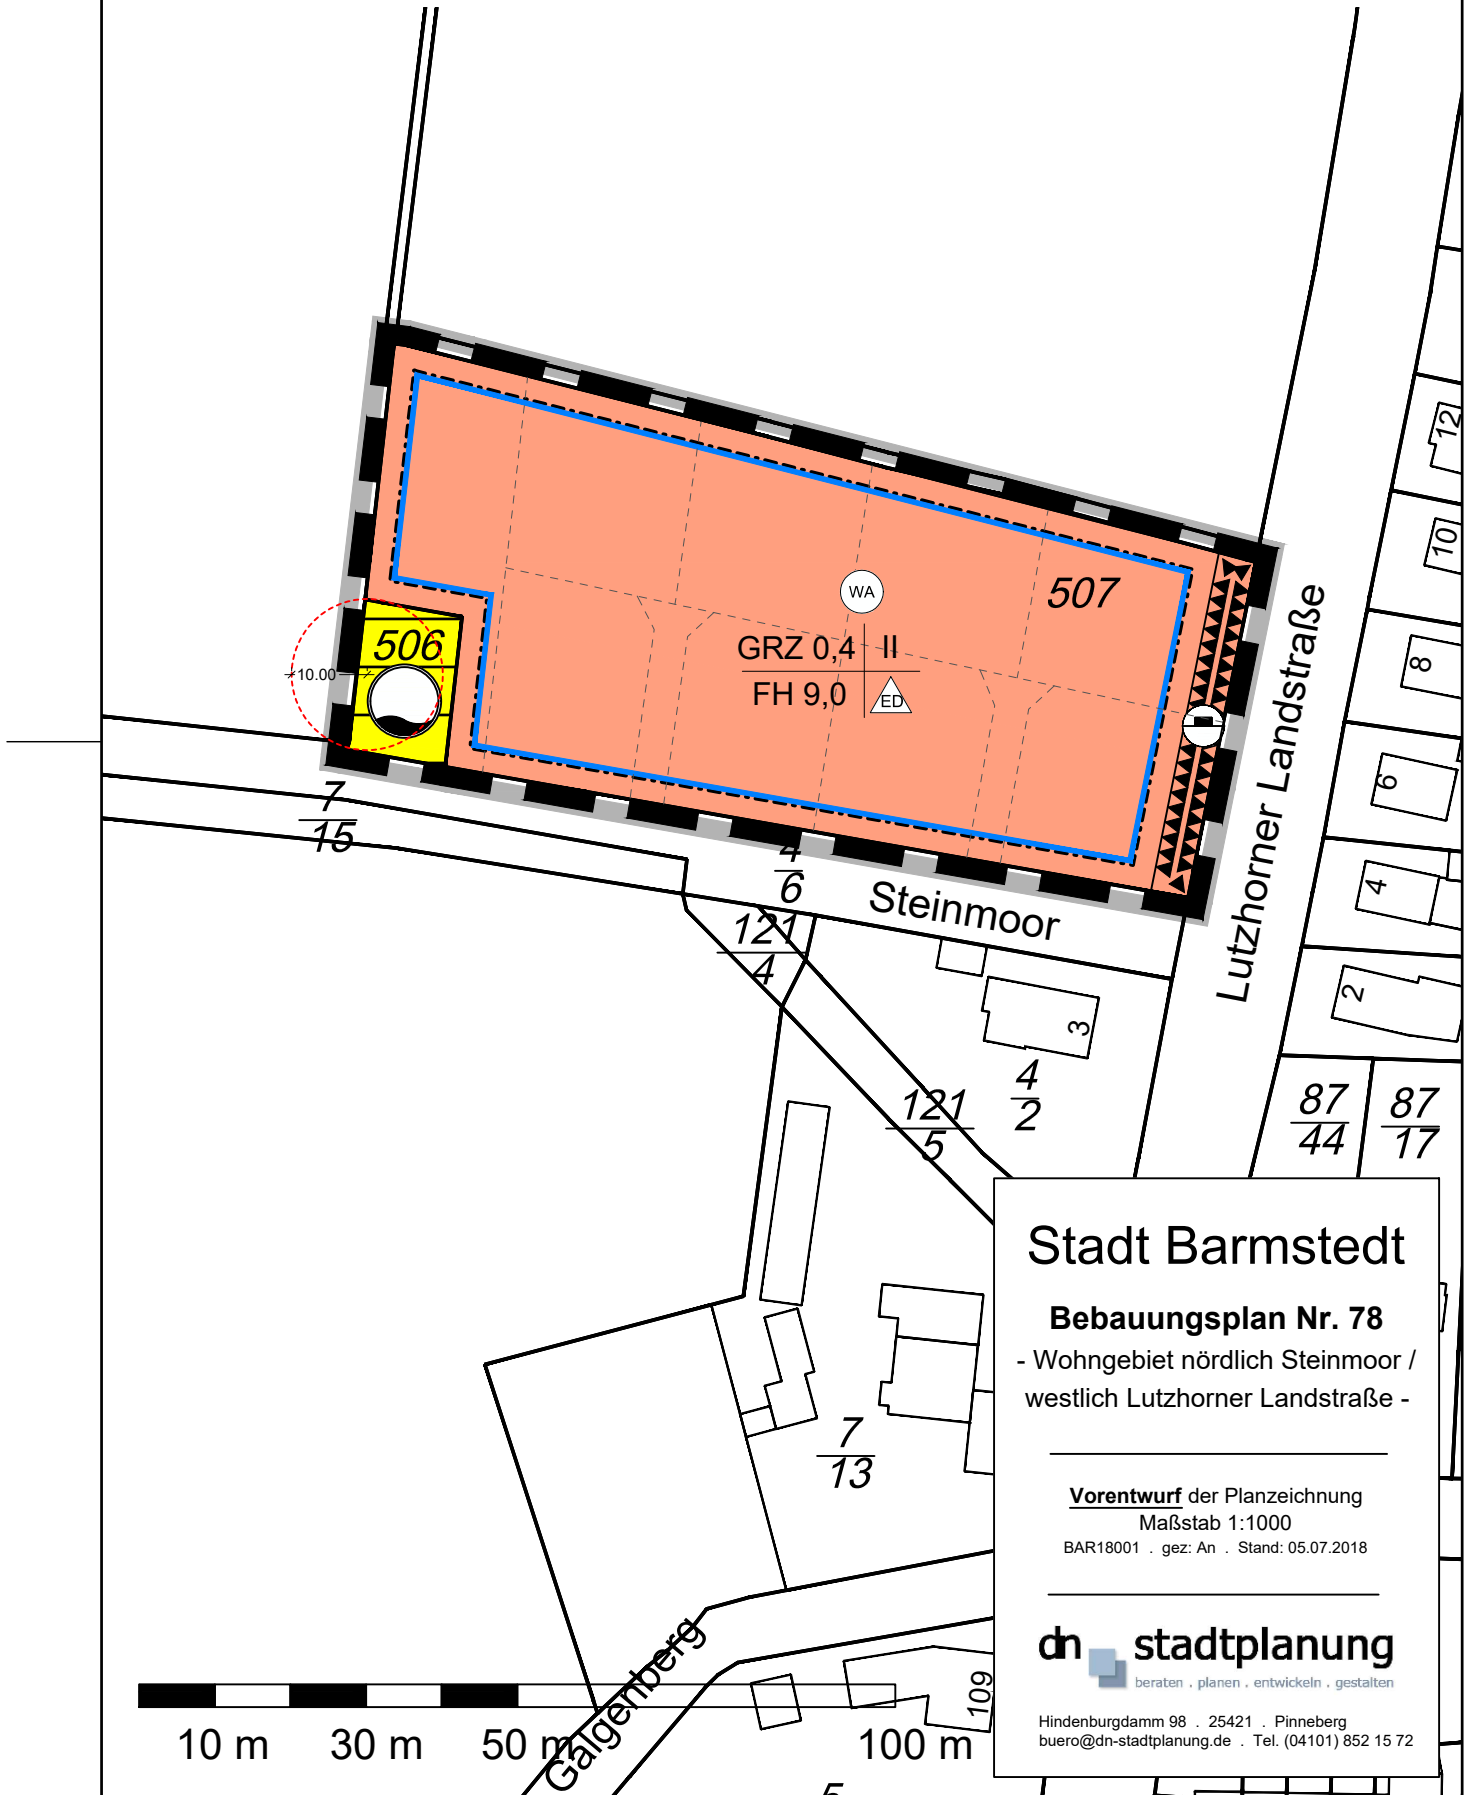 12
10
8
6
4
2
507
WA
GRZ 0,4 II
FH 9,0 ED
506
10.00
Lutzhorner Landstraße
7
15
4
6
Steinmoor
121
4
3
4
2
121
5
87
44
87
17
7
13
Stadt Barmstedt
Bebauungsplan Nr. 78
- Wohngebiet nördlich Steinmoor /
westlich Lutzhorner Landstraße -
Vorentwurf der Planzeichnung
Maßstab 1:1000
BAR18001 . gez: An . Stand: 05.07.2018
dn stadtplanung
beraten . planen . entwickeln . gestalten
Hindenburgdamm 98 . 25421 . Pinneberg
buero@dn-stadtplanung.de . Tel. (04101) 852 15 72
Galgenberg
109
10 m 30 m 50 m 100 m